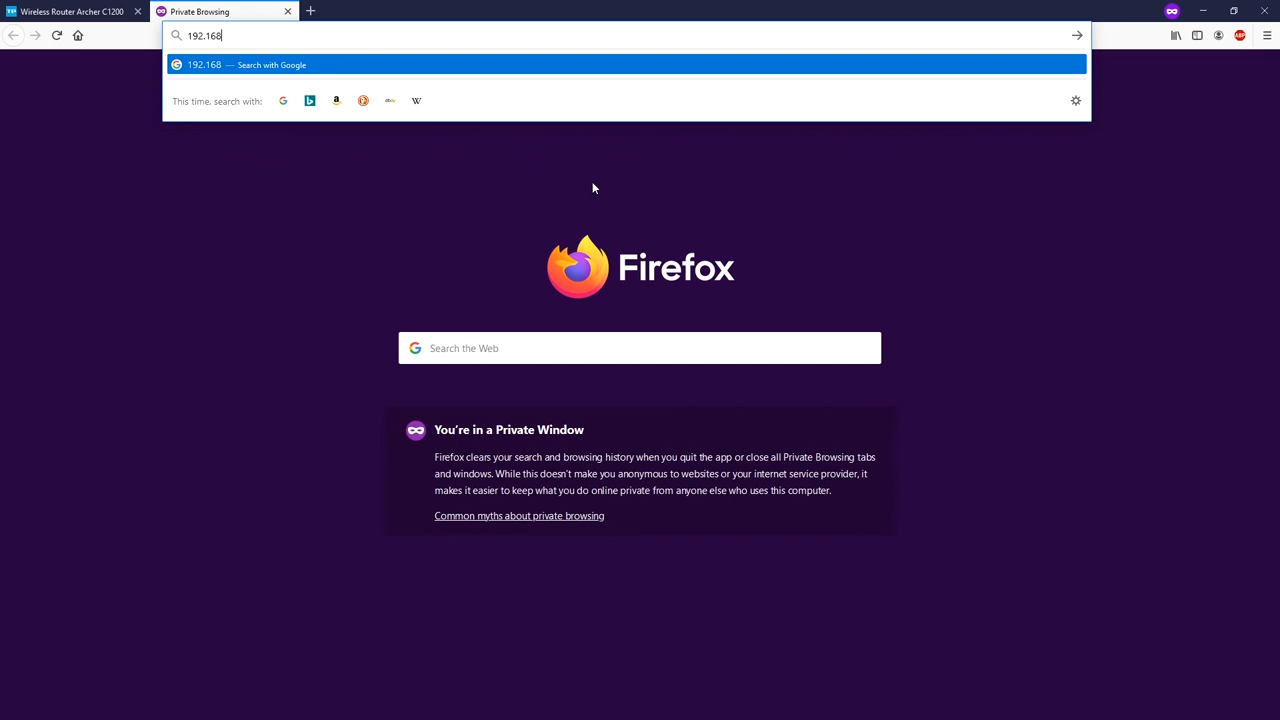 Wireless Router Archer C1200
Private Browsing
192.168
192.168 — Search with Google
This time, search with:
Firefox
Search the Web
You're in a Private Window
Firefox clears your search and browsing history when you quit the app or close all Private Browsing tabs
and windows. While this doesn't make you anonymous to websites or your internet service provider, it
makes it easier to keep what you do online private from anyone else who uses this computer.
Common myths about private browsing